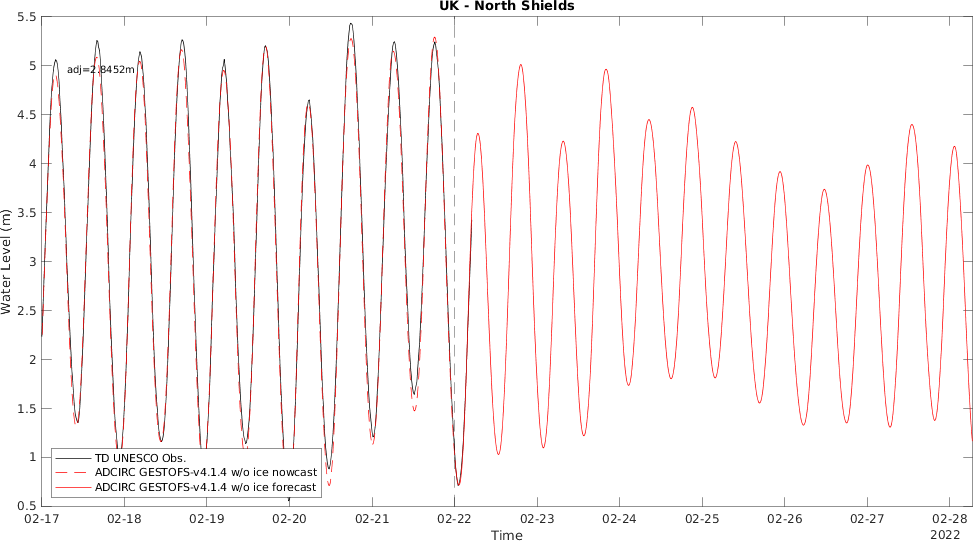 UK - North Shields
5.5
5
4.5
4
3.5
3
2.5
2
1.5
1
0.5
Water Level (m)
adj=2.8452m
TD UNESCO Obs.
ADCIRC GESTOFS-v4.1.4 w/o ice nowcast
ADCIRC GESTOFS-v4.1.4 w/o ice forecast
02-17 02-18 02-19 02-20 02-21 02-22 02-23 02-24 02-25 02-26 02-27 02-28
Time
2022